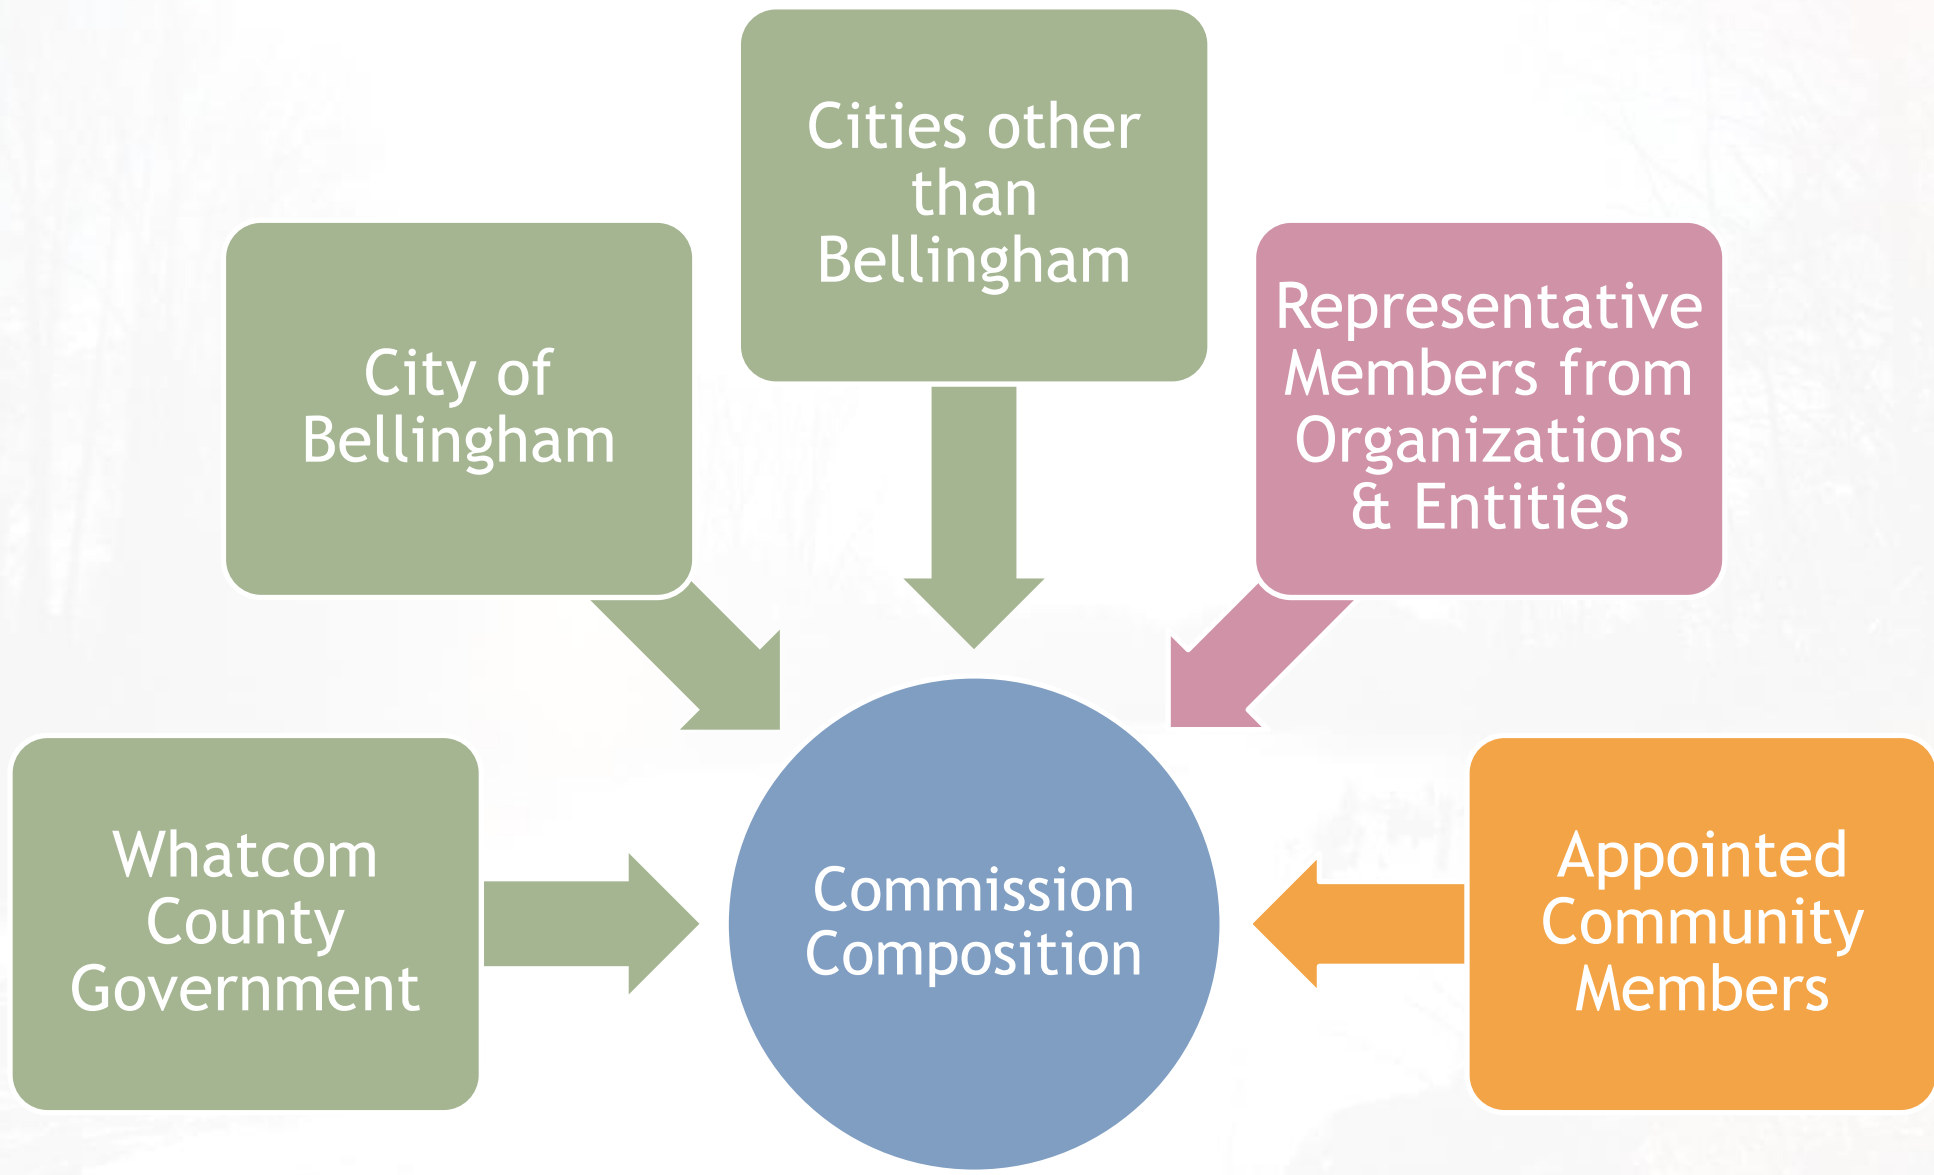 Cities other
than
Bellingham
City of
Bellingham
Representative
Members from
Organizations
& Entities
Whatcom
County
Government
Commission
Composition
Appointed
Community
Members